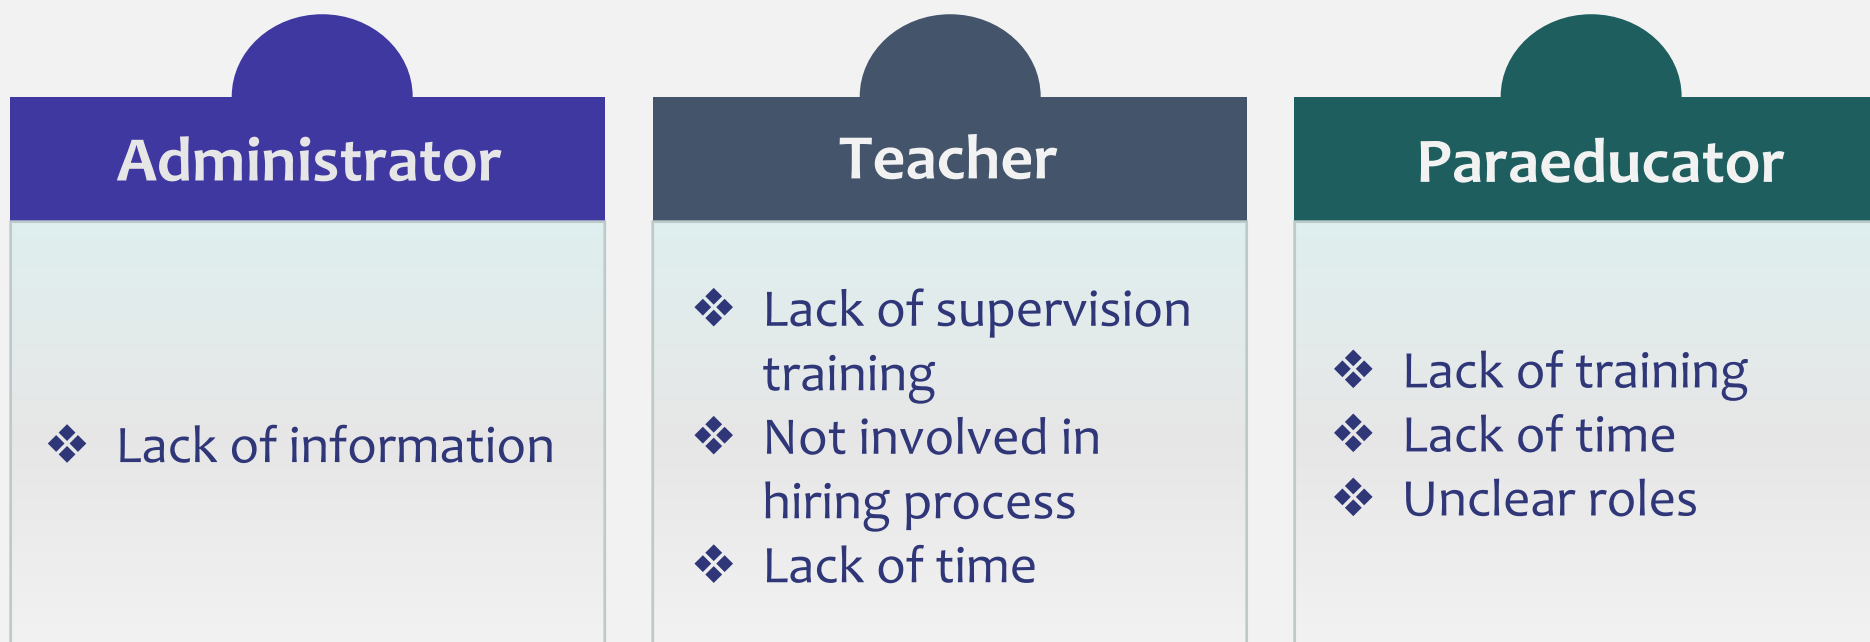 Administrator
❖ Lack of information
Teacher
❖ Lack of supervision
training
❖ Not involved in
hiring process
❖ Lack of time
Paraeducator
❖ Lack of training
❖ Lack of time
❖ Unclear roles